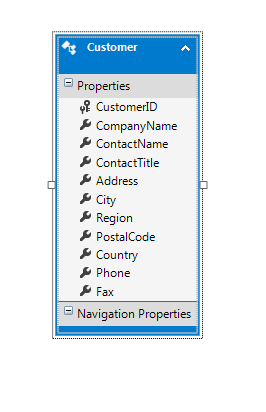 Customer
Properties
CustomerID
CompanyName
ContactName
ContactTitle
Address
City
Region
PostalCode
Country
Phone
Fax
Navigation Properties